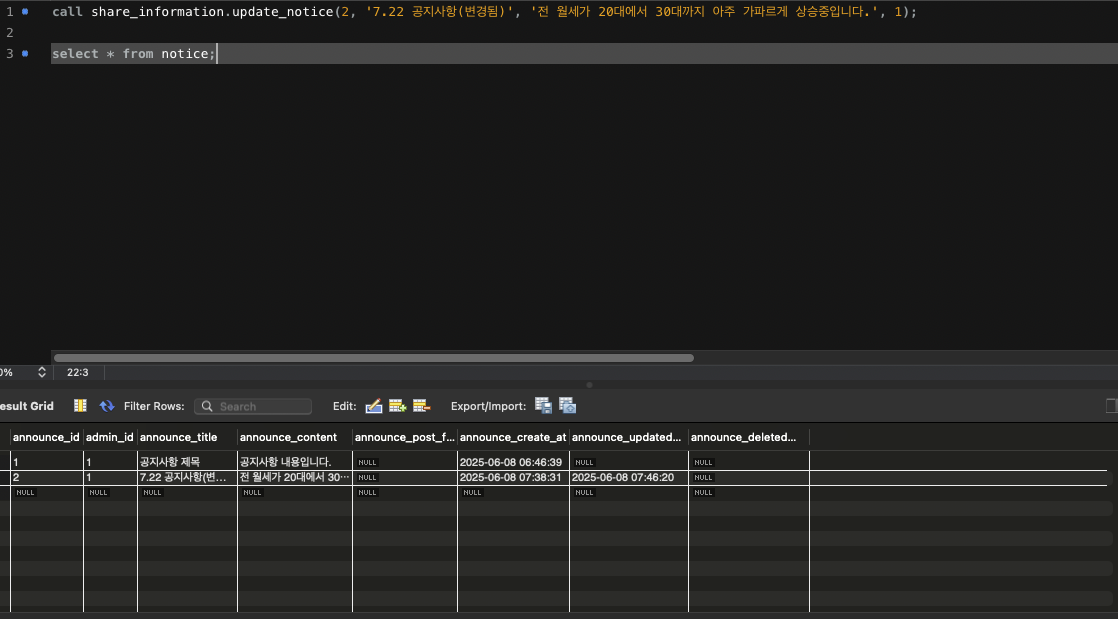 1 call share_information.update_notice(2, '7.22 공지사항(변경됨)', '전 월세가 20대에서 30대까지 아주 가파르게 상승중입니다.', 1);
2
3 select * from notice;
0% 22:3
esult Grid Filter Rows: Search Edit: Export/Import:
announce_id admin_id announce_title announce_content announce_post_f... announce_create_at announce_updated... announce_deleted...
1 1 공지사항 제목 공지사항 내용입니다. NULL 2025-06-08 06:46:39 NULL NULL
2 1 7.22 공지사항(변... 전 월세가 20대에서 30... NULL 2025-06-08 07:38:31 2025-06-08 07:46:20 NULL
NULL NULL NULL NULL NULL NULL NULL NULL